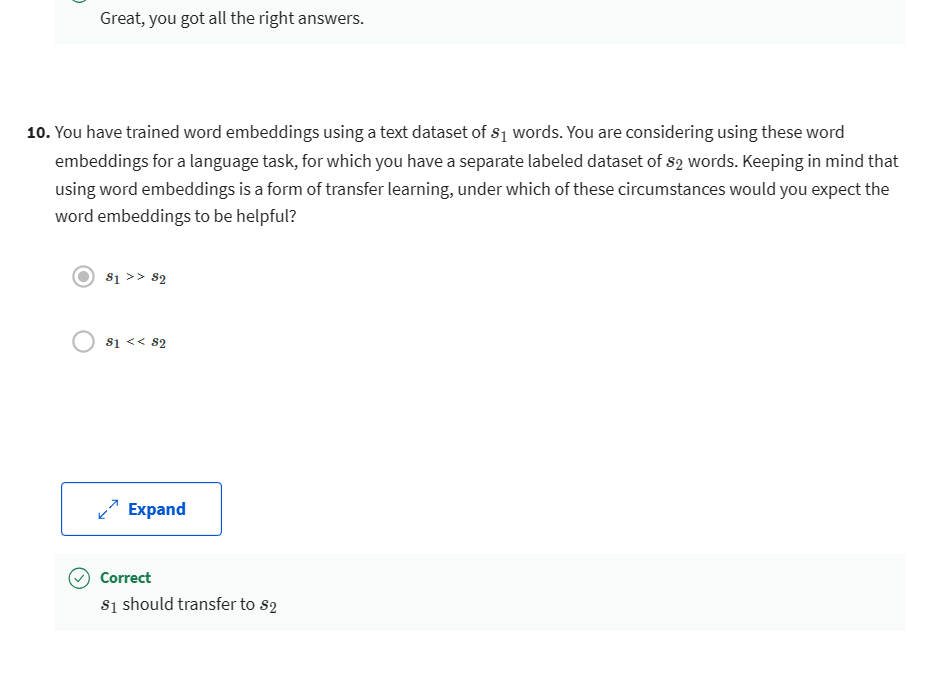 Great, you got all the right answers.
10. You have trained word embeddings using a text dataset of s₁ words. You are considering using these word
embeddings for a language task, for which you have a separate labeled dataset of s₂ words. Keeping in mind that
using word embeddings is a form of transfer learning, under which of these circumstances would you expect the
word embeddings to be helpful?
s₁ >> s₂
s₁ << s₂
Expand
Correct
s₁ should transfer to s₂